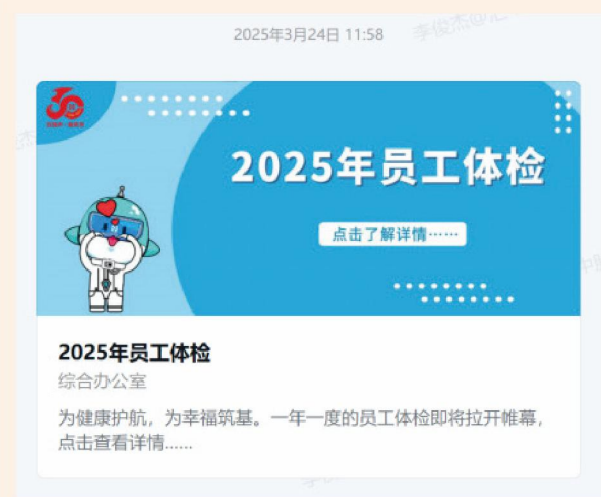 2025年3月24日 11:58
李俊杰@
2025年员工体检
点击了解详情……
2025年员工体检
综合办公室
为健康护航，为幸福筑基。一年一度的员工体检即将拉开帷幕，
点击查看详情......